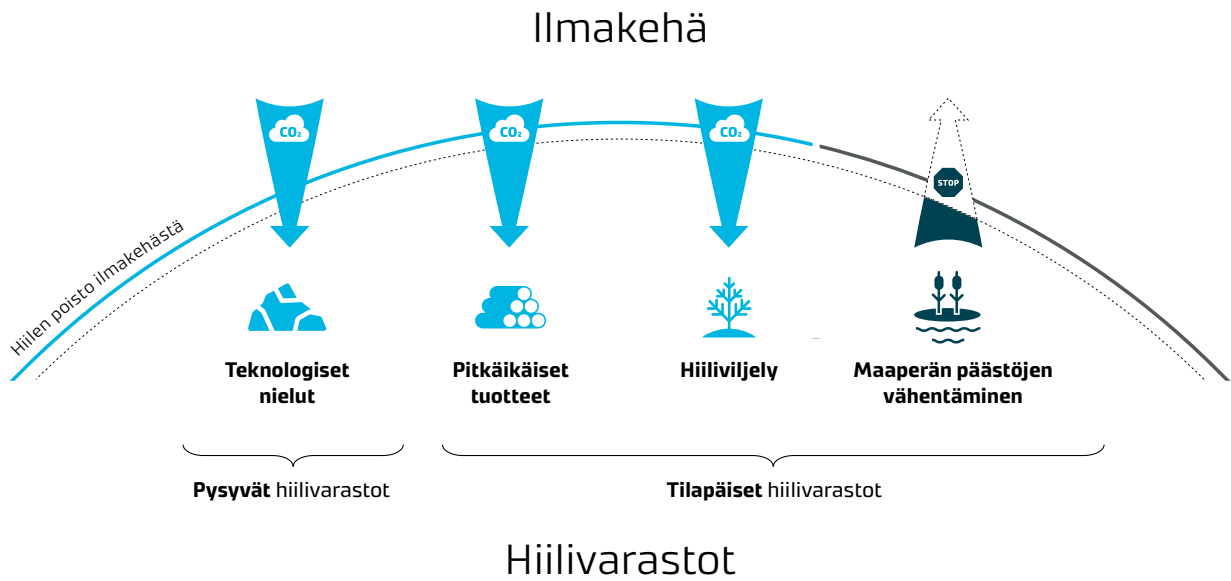 Ilmakehä
CO₂
CO₂
CO₂
STOP
Hiilen poisto ilmakehästä
Teknologiset
nielut
Pitkäikäiset
tuotteet
Hiiliviljely
Maaperän päästöjen
vähentäminen
Pysyvät hiilivarastot
Tilapäiset hiilivarastot
Hiilivarastot